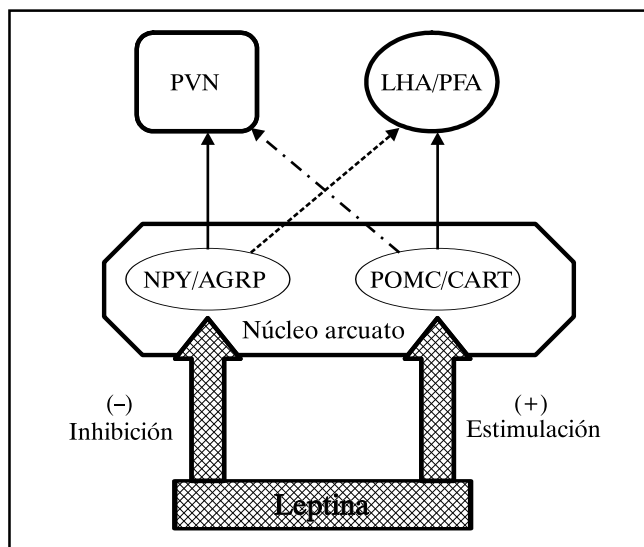 PVN
LHA/PFA
NPY/AGRP
POMC/CART
Núcleo arcuato
(–)
Inhibición
(+)
Estimulación
Leptina